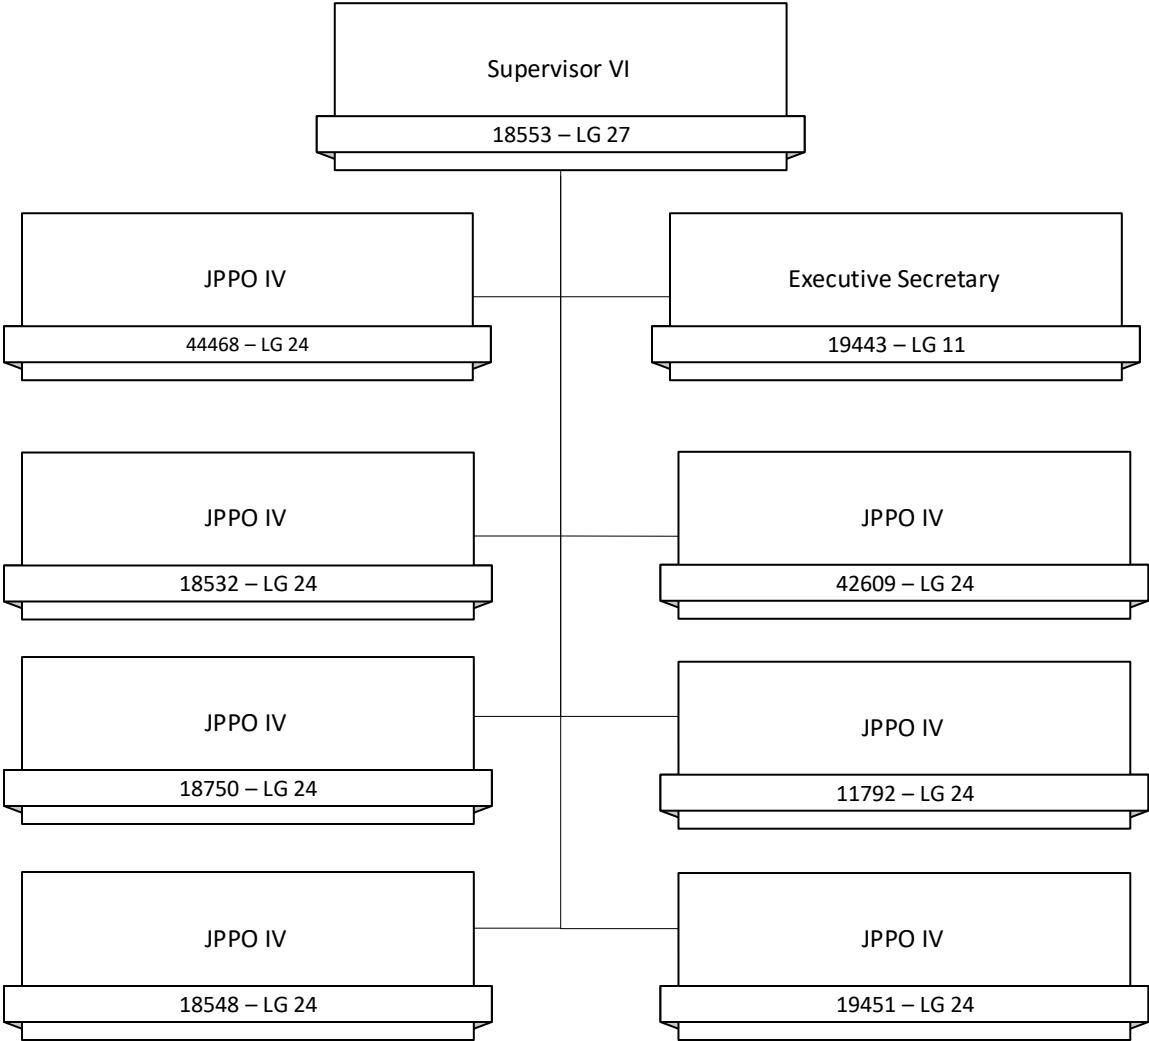 Supervisor VI
18553 – LG 27
JPPO IV
44468 – LG 24
Executive Secretary
19443 – LG 11
JPPO IV
18532 – LG 24
JPPO IV
42609 – LG 24
JPPO IV
18750 – LG 24
JPPO IV
11792 – LG 24
JPPO IV
18548 – LG 24
JPPO IV
19451 – LG 24